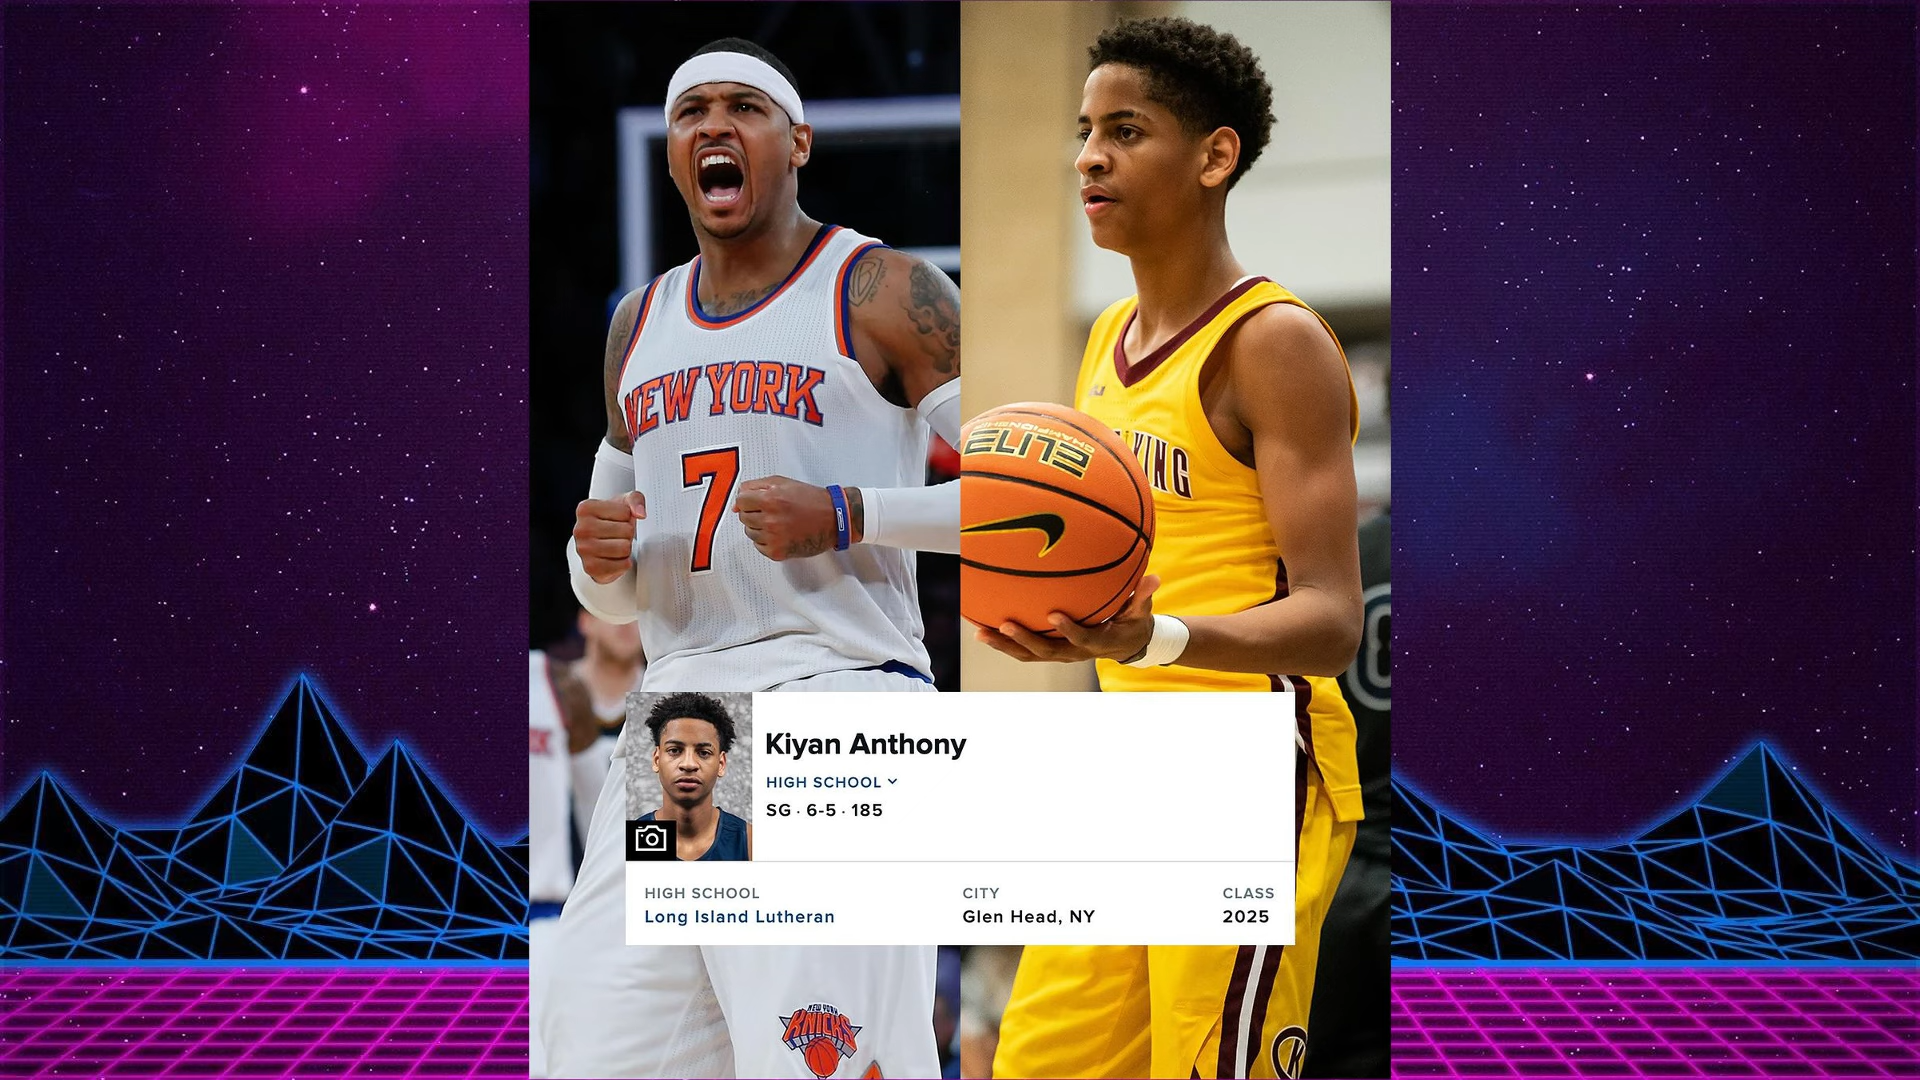 NEW YORK
7
ELITE
CHAMPIONSHIP
KING
Kiyan Anthony
HIGH SCHOOL
SG · 6-5 · 185
HIGH SCHOOL
Long Island Lutheran
CITY
Glen Head, NY
CLASS
2025
NEW YORK
KNICKS
K